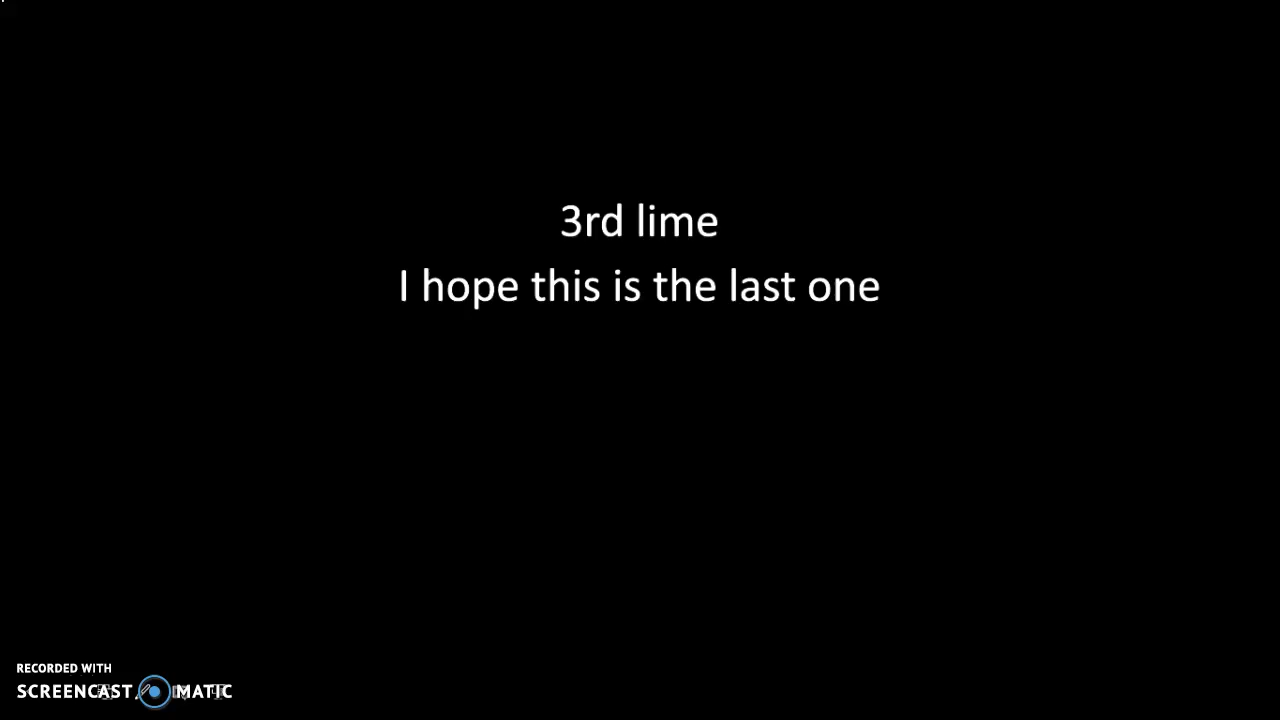 3rd lime
I hope this is the last one
RECORDED WITH
SCREENCAST MATIC